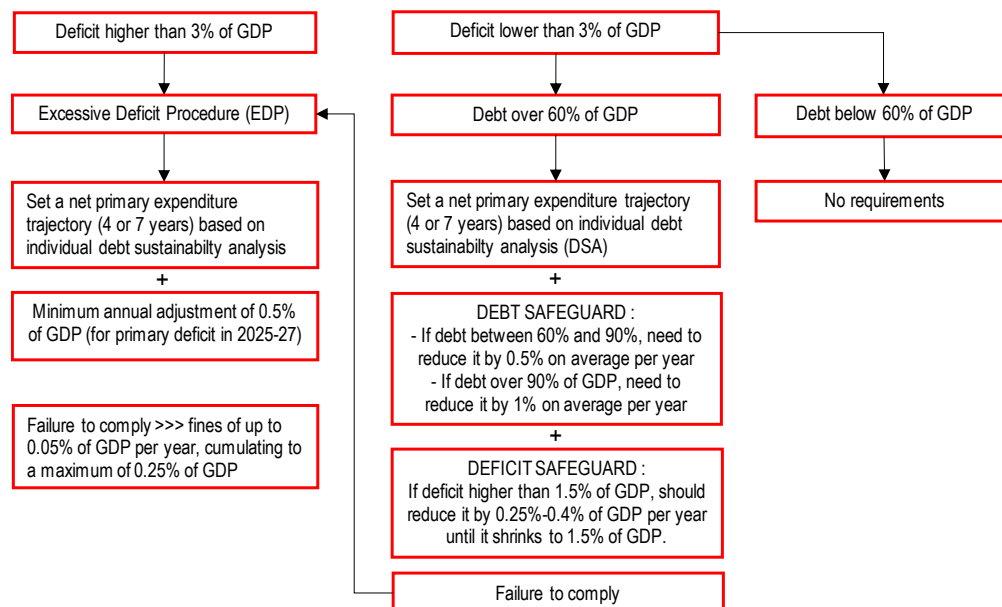 Deficit higher than 3% of GDP
Excessive Deficit Procedure (EDP)
Set a net primary expenditure
trajectory (4 or 7 years) based on
individual debt sustainabilty analysis
+
Minimum annual adjustment of 0.5%
of GDP (for primary deficit in 2025-27)
Failure to comply >>> fines of up to
0.05% of GDP per year, cumulating to
a maximum of 0.25% of GDP
Deficit lower than 3% of GDP
Debt over 60% of GDP
Set a net primary expenditure trajectory
(4 or 7 years) based on individual debt
sustainabilty analysis (DSA)
+
DEBT SAFEGUARD :
- If debt between 60% and 90%, need to
reduce it by 0.5% on average per year
- If debt over 90% of GDP, need to
reduce it by 1% on average per year
+
DEFICIT SAFEGUARD :
If deficit higher than 1.5% of GDP, should
reduce it by 0.25%-0.4% of GDP per year
until it shrinks to 1.5% of GDP.
Failure to comply
Debt below 60% of GDP
No requirements